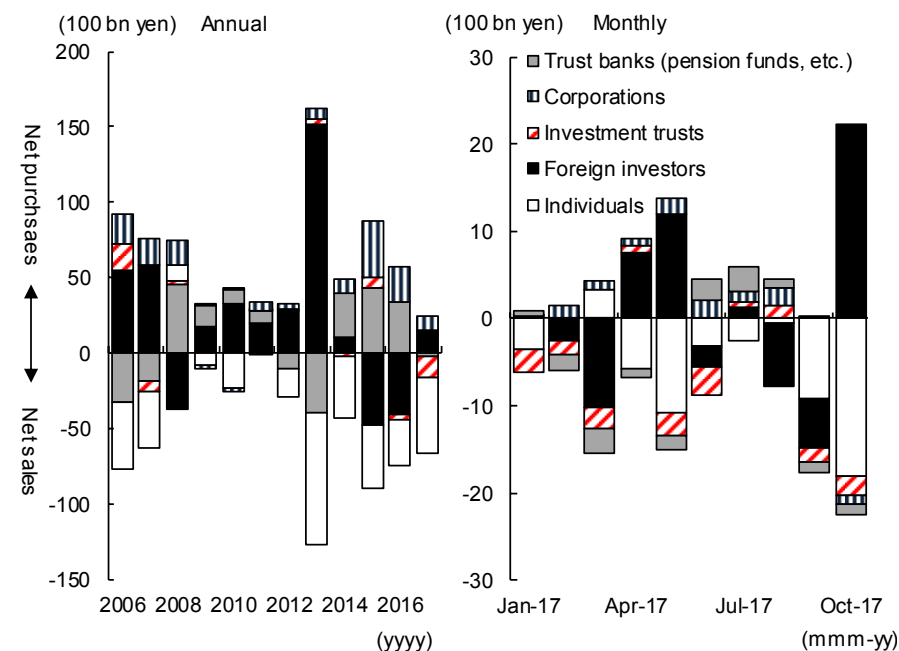 (100 bn yen) Annual
200
150
100
50
0
-50
-100
-150
Net purchsaes
Net sales
2006 2008 2010 2012 2014 2016
(yyyy)
(100 bn yen) Monthly
30
20
10
0
-10
-20
-30
Trust banks (pension funds, etc.)
Corporations
Investment trusts
Foreign investors
Individuals
Jan-17 Apr-17 Jul-17 Oct-17
(mmm-yy)